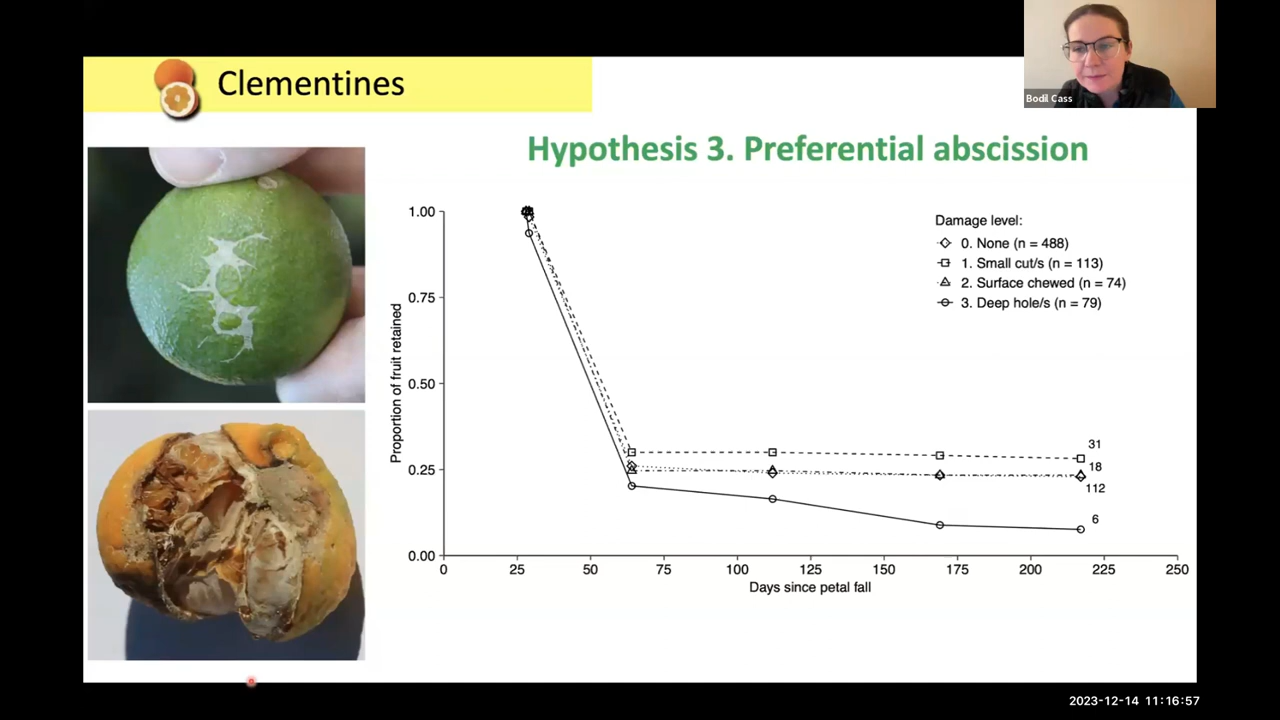 Clementines
Bodil Cass
Hypothesis 3. Preferential abscission
Proportion of fruit retained
1.00
0.75
0.50
0.25
0.00
Damage level:
0. None (n = 488)
1. Small cut/s (n = 113)
2. Surface chewed (n = 74)
3. Deep hole/s (n = 79)
31
18
112
6
0 25 50 75 100 125 150 175 200 225 250
Days since petal fall
2023-12-14 11:16:57